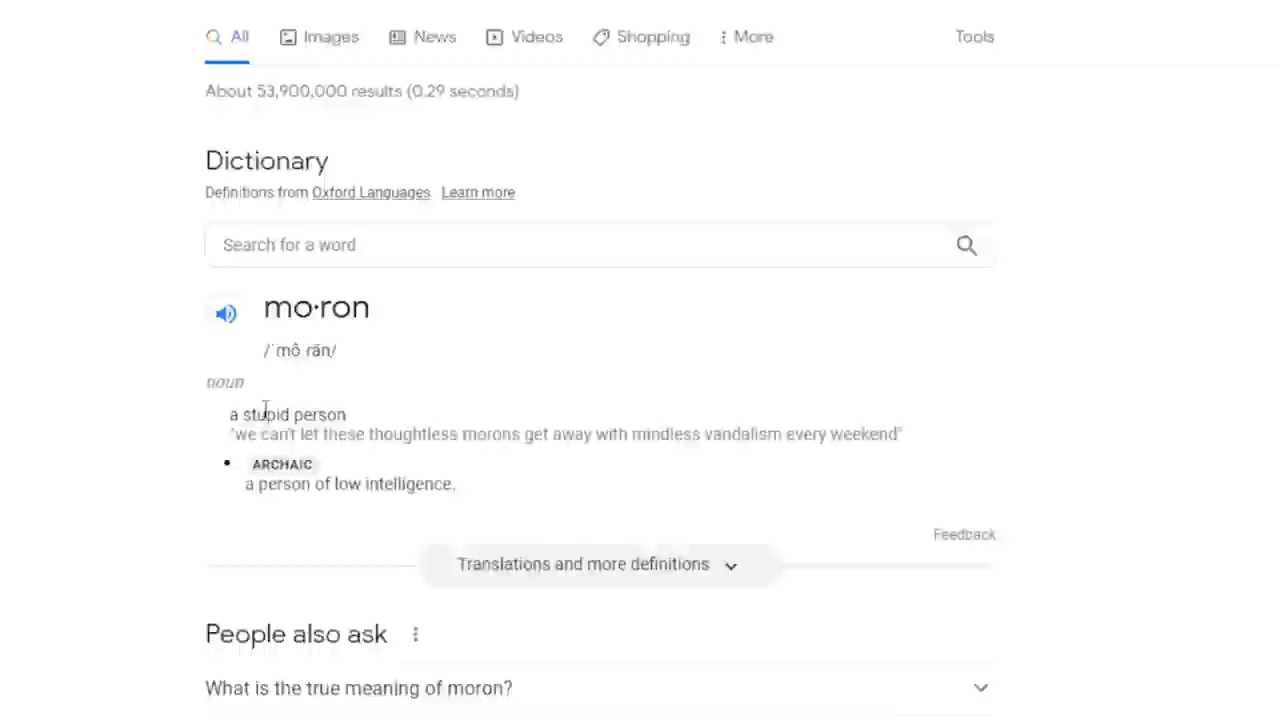 All Images News Videos Shopping More Tools
About 53,900,000 results (0.29 seconds)
Dictionary
Definitions from Oxford Languages Learn more
Search for a word
mo·ron
/ˈmôˌrän/
noun
a stupid person
"we can't let these thoughtless morons get away with mindless vandalism every weekend"
• ARCHAIC
a person of low intelligence.
Feedback
Translations and more definitions
People also ask
What is the true meaning of moron?